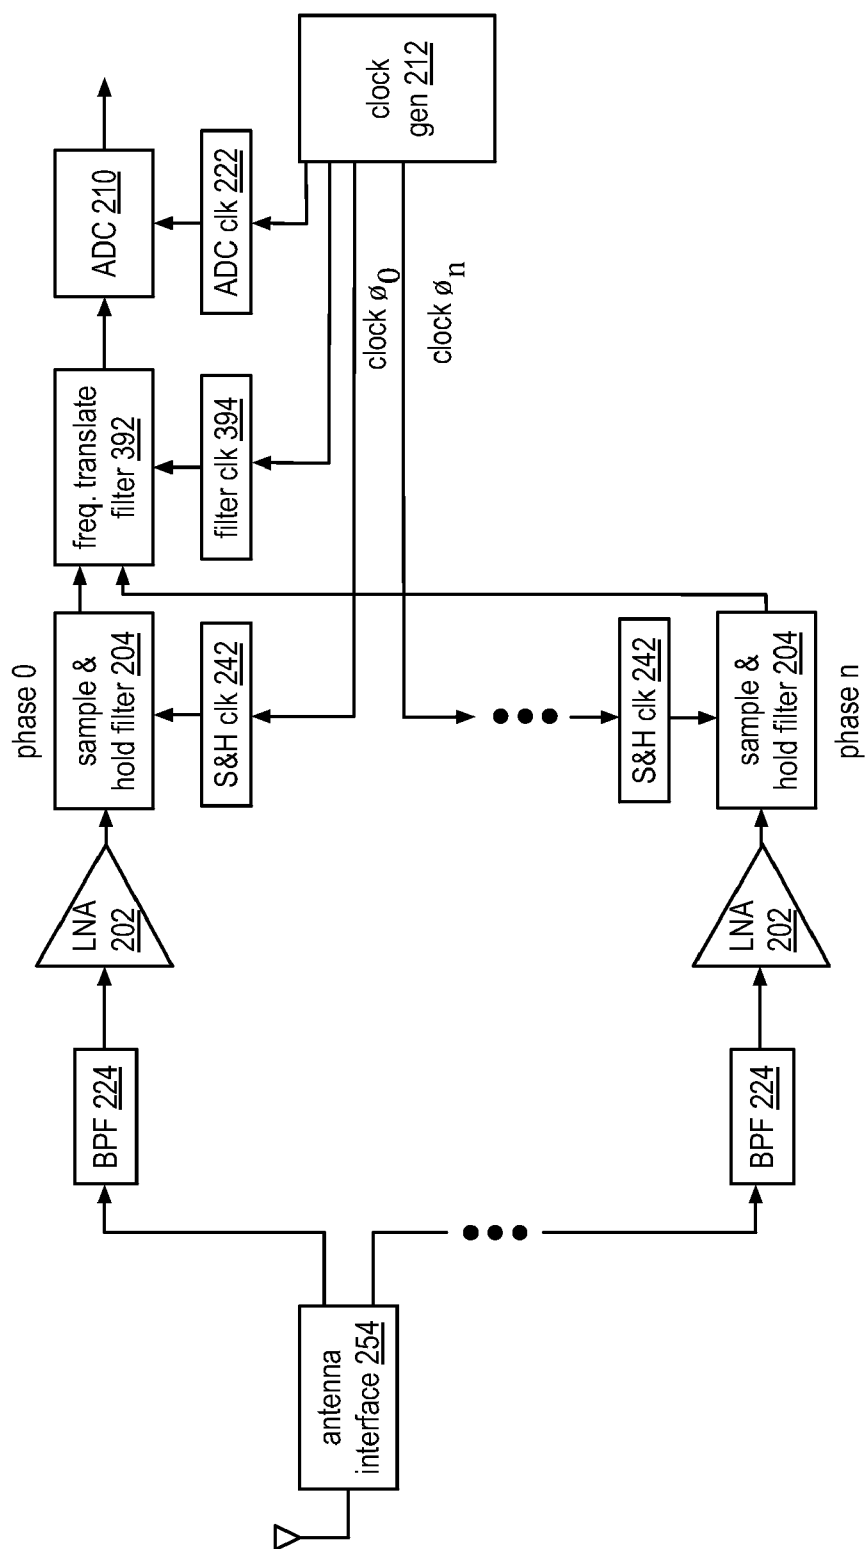 phase 0
antenna
interface 254
BPF 224
LNA
202
sample &
hold filter 204
freq. translate
filter 392
ADC 210
S&H clk 242
filter clk 394
ADC clk 222
clock
gen 212
clock ø0
clock øn
S&H clk 242
BPF 224
LNA
202
sample &
hold filter 204
phase n